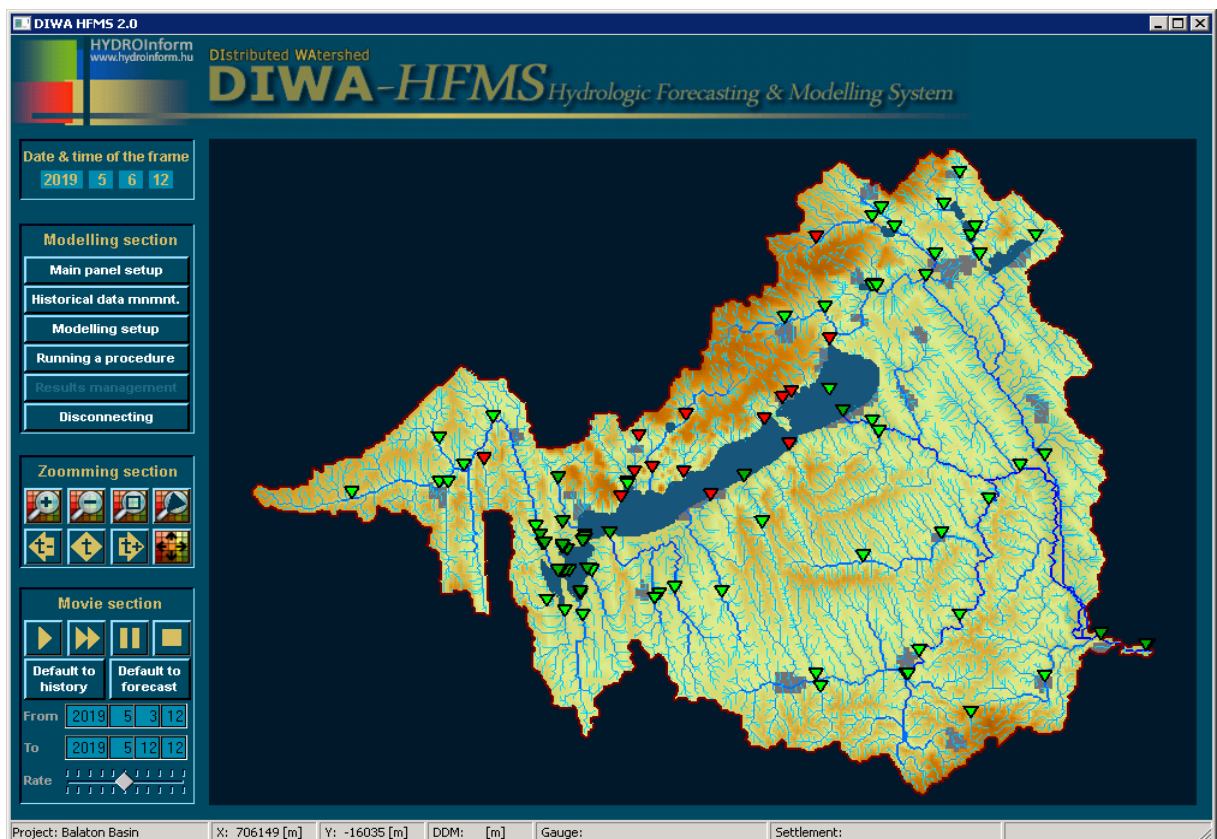 DIWA HFMS 2.0
HYDROInform
www.hydroinform.hu
DIstributed WAtershed
DIWA-HFMS Hydrologic Forecasting & Modelling System
Date & time of the frame
2019 5 6 12
Modelling section
Main panel setup
Historical data mnmnt.
Modelling setup
Running a procedure
Results management
Disconnecting
Zoomming section
t- t t+
Movie section
Default to history
Default to forecast
From 2019 5 3 12
To 2019 5 12 12
Rate
Project: Balaton Basin X: 706149 [m] Y: -16035 [m] DDM: [m] Gauge: Settlement: